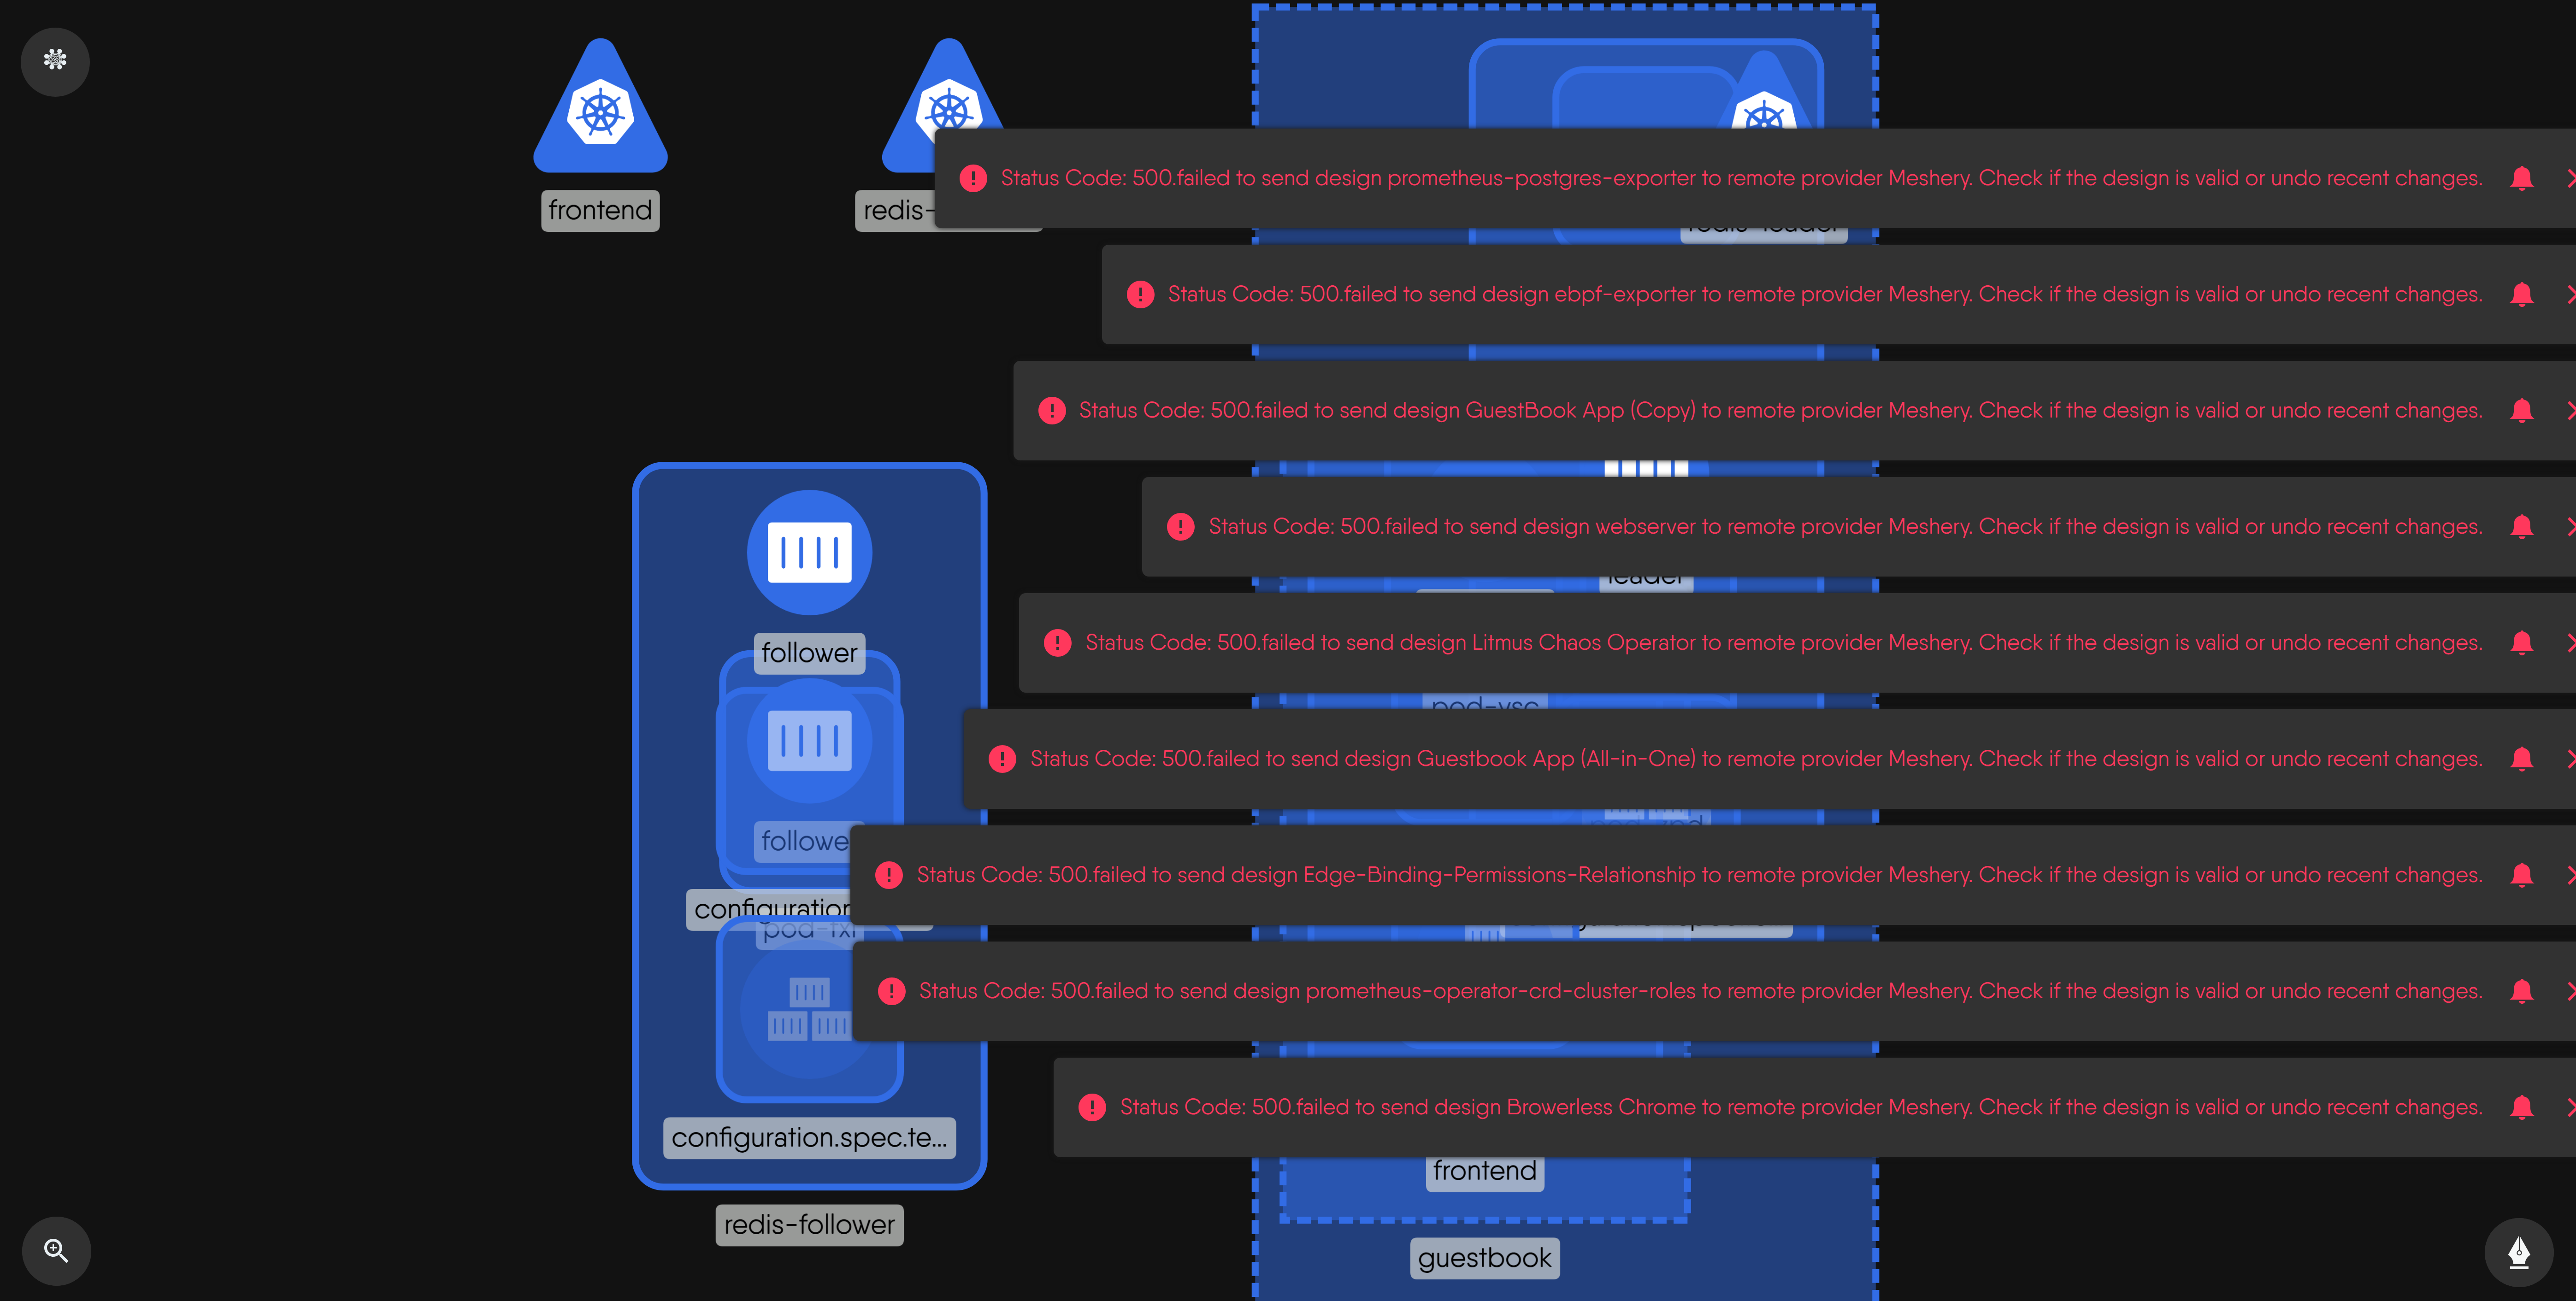 frontend
redis-
Status Code: 500.failed to send design prometheus-postgres-exporter to remote provider Meshery. Check if the design is valid or undo recent changes.
redis-leader
Status Code: 500.failed to send design ebpf-exporter to remote provider Meshery. Check if the design is valid or undo recent changes.
Status Code: 500.failed to send design GuestBook App (Copy) to remote provider Meshery. Check if the design is valid or undo recent changes.
Status Code: 500.failed to send design webserver to remote provider Meshery. Check if the design is valid or undo recent changes.
leader
Status Code: 500.failed to send design Litmus Chaos Operator to remote provider Meshery. Check if the design is valid or undo recent changes.
follower
pod-vsc
Status Code: 500.failed to send design Guestbook App (All-in-One) to remote provider Meshery. Check if the design is valid or undo recent changes.
followe
Status Code: 500.failed to send design Edge-Binding-Permissions-Relationship to remote provider Meshery. Check if the design is valid or undo recent changes.
configuration
pod-txi
Status Code: 500.failed to send design prometheus-operator-crd-cluster-roles to remote provider Meshery. Check if the design is valid or undo recent changes.
Status Code: 500.failed to send design Browerless Chrome to remote provider Meshery. Check if the design is valid or undo recent changes.
configuration.spec.te...
frontend
redis-follower
guestbook